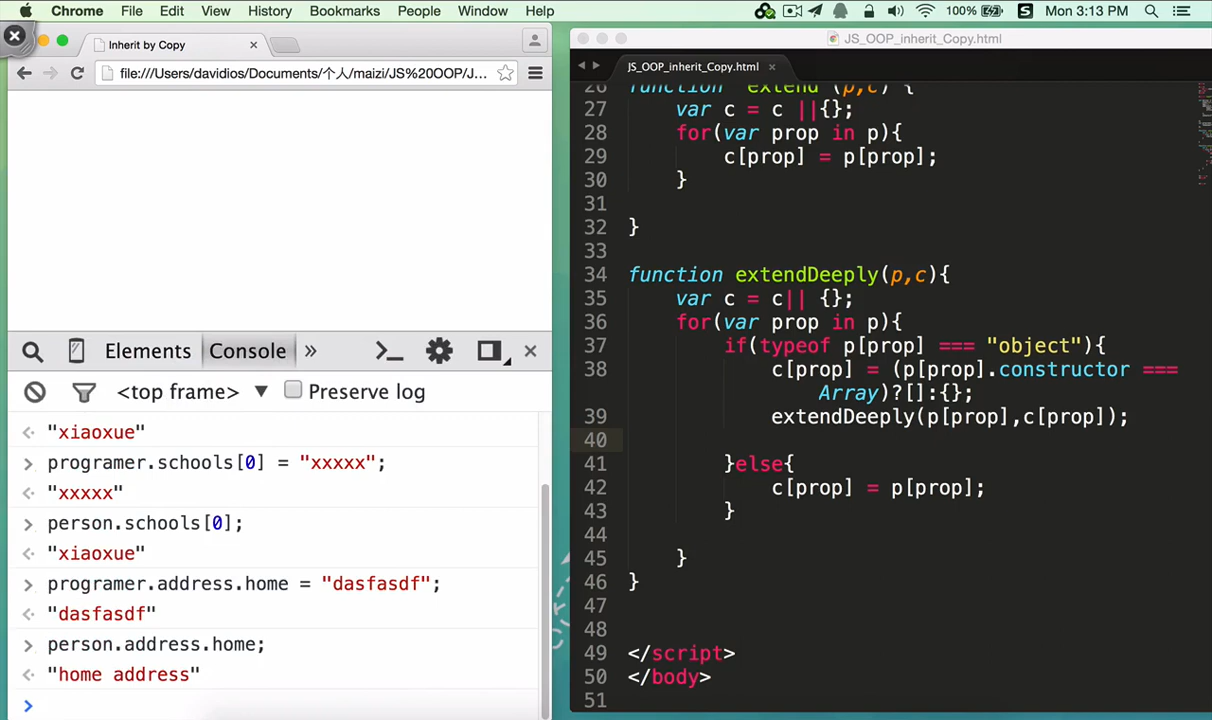 Chrome File Edit View History Bookmarks People Window Help 100% Mon 3:13 PM
Inherit by Copy
file:///Users/davidios/Documents/个人/maizi/JS%20OOP/J...
Elements Console »
<top frame> ▼ Preserve log
"xiaoxue"
> programer.schools[0] = "xxxxx";
"xxxxx"
> person.schools[0];
"xiaoxue"
> programer.address.home = "dasfasdf";
"dasfasdf"
> person.address.home;
"home address"
>
JS_OOP_inherit_Copy.html
JS_OOP_inherit_Copy.html ×
26 function extend (p,c) {
27 var c = c ||{};
28 for(var prop in p){
29 c[prop] = p[prop];
30 }
31
32 }
33
34 function extendDeeply(p,c){
35 var c = c|| {};
36 for(var prop in p){
37 if(typeof p[prop] === "object"){
38 c[prop] = (p[prop].constructor ===
Array)?[]:{};
39 extendDeeply(p[prop],c[prop]);
40
41 }else{
42 c[prop] = p[prop];
43 }
44
45 }
46 }
47
48
49 </script>
50 </body>
51